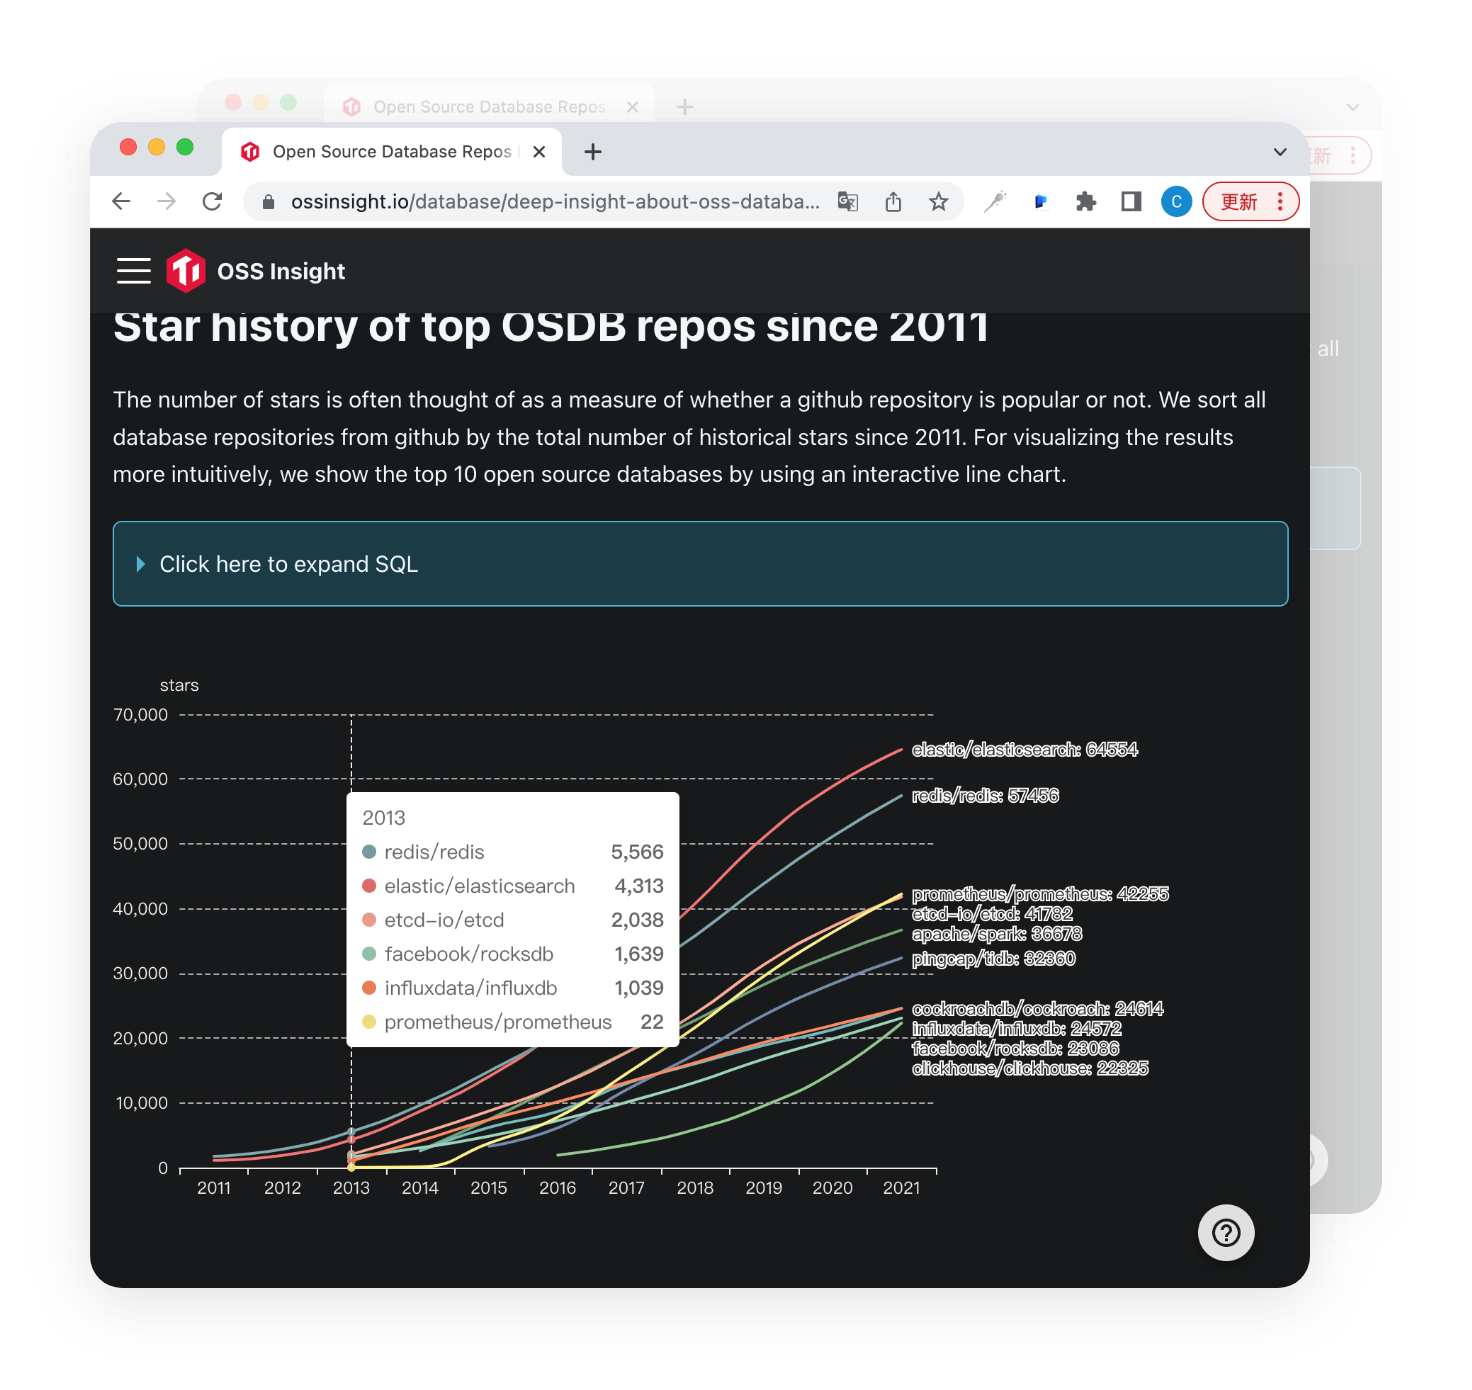 Open Source Database Repos
Open Source Database Repos
更新
ossinsight.io/database/deep-insight-about-oss-databa...
C
更新
OSS Insight
Star history of top OSDB repos since 2011
all
The number of stars is often thought of as a measure of whether a github repository is popular or not. We sort all
database repositories from github by the total number of historical stars since 2011. For visualizing the results
more intuitively, we show the top 10 open source databases by using an interactive line chart.
Click here to expand SQL
stars
70,000
60,000
50,000
40,000
30,000
20,000
10,000
0
elastic/elasticsearch: 64554
redis/redis: 57456
prometheus/prometheus: 42255
etcd-io/etcd: 41782
apache/spark: 36678
pingcap/tidb: 32360
cockroachdb/cockroach: 24614
influxdata/influxdb: 24572
facebook/rocksdb: 23086
clickhouse/clickhouse: 22325
2013
redis/redis 5,566
elastic/elasticsearch 4,313
etcd-io/etcd 2,038
facebook/rocksdb 1,639
influxdata/influxdb 1,039
prometheus/prometheus 22
2011 2012 2013 2014 2015 2016 2017 2018 2019 2020 2021